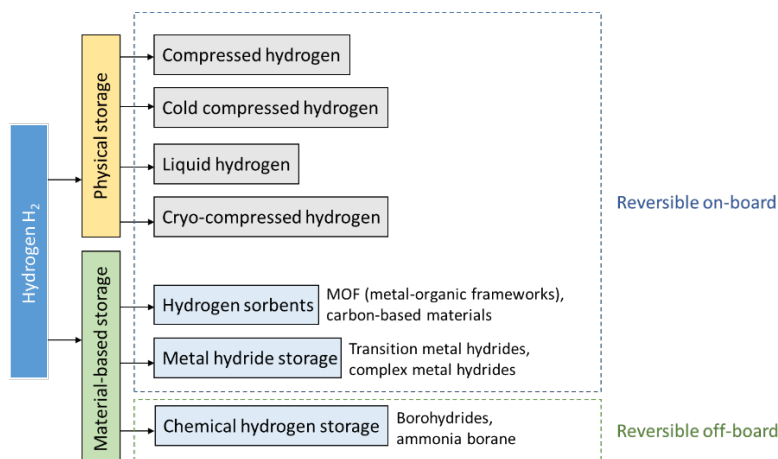 Hydrogen H₂
Physical storage
Compressed hydrogen
Cold compressed hydrogen
Liquid hydrogen
Cryo-compressed hydrogen
Reversible on-board
Material-based storage
Hydrogen sorbents
MOF (metal-organic frameworks),
carbon-based materials
Metal hydride storage
Transition metal hydrides,
complex metal hydrides
Chemical hydrogen storage
Borohydrides,
ammonia borane
Reversible off-board